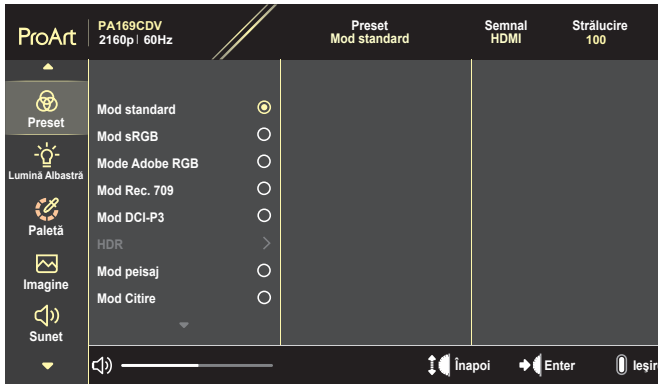 ProArt
PA169CDV
2160p | 60Hz
Preset
Mod standard
Semnal
HDMI
Strălucire
100
Preset
Lumină Albastră
Paletă
Imagine
Sunet
Mod standard
Mod sRGB
Mode Adobe RGB
Mod Rec. 709
Mod DCI-P3
HDR
Mod peisaj
Mod Citire
Înapoi
Enter
Ieșir